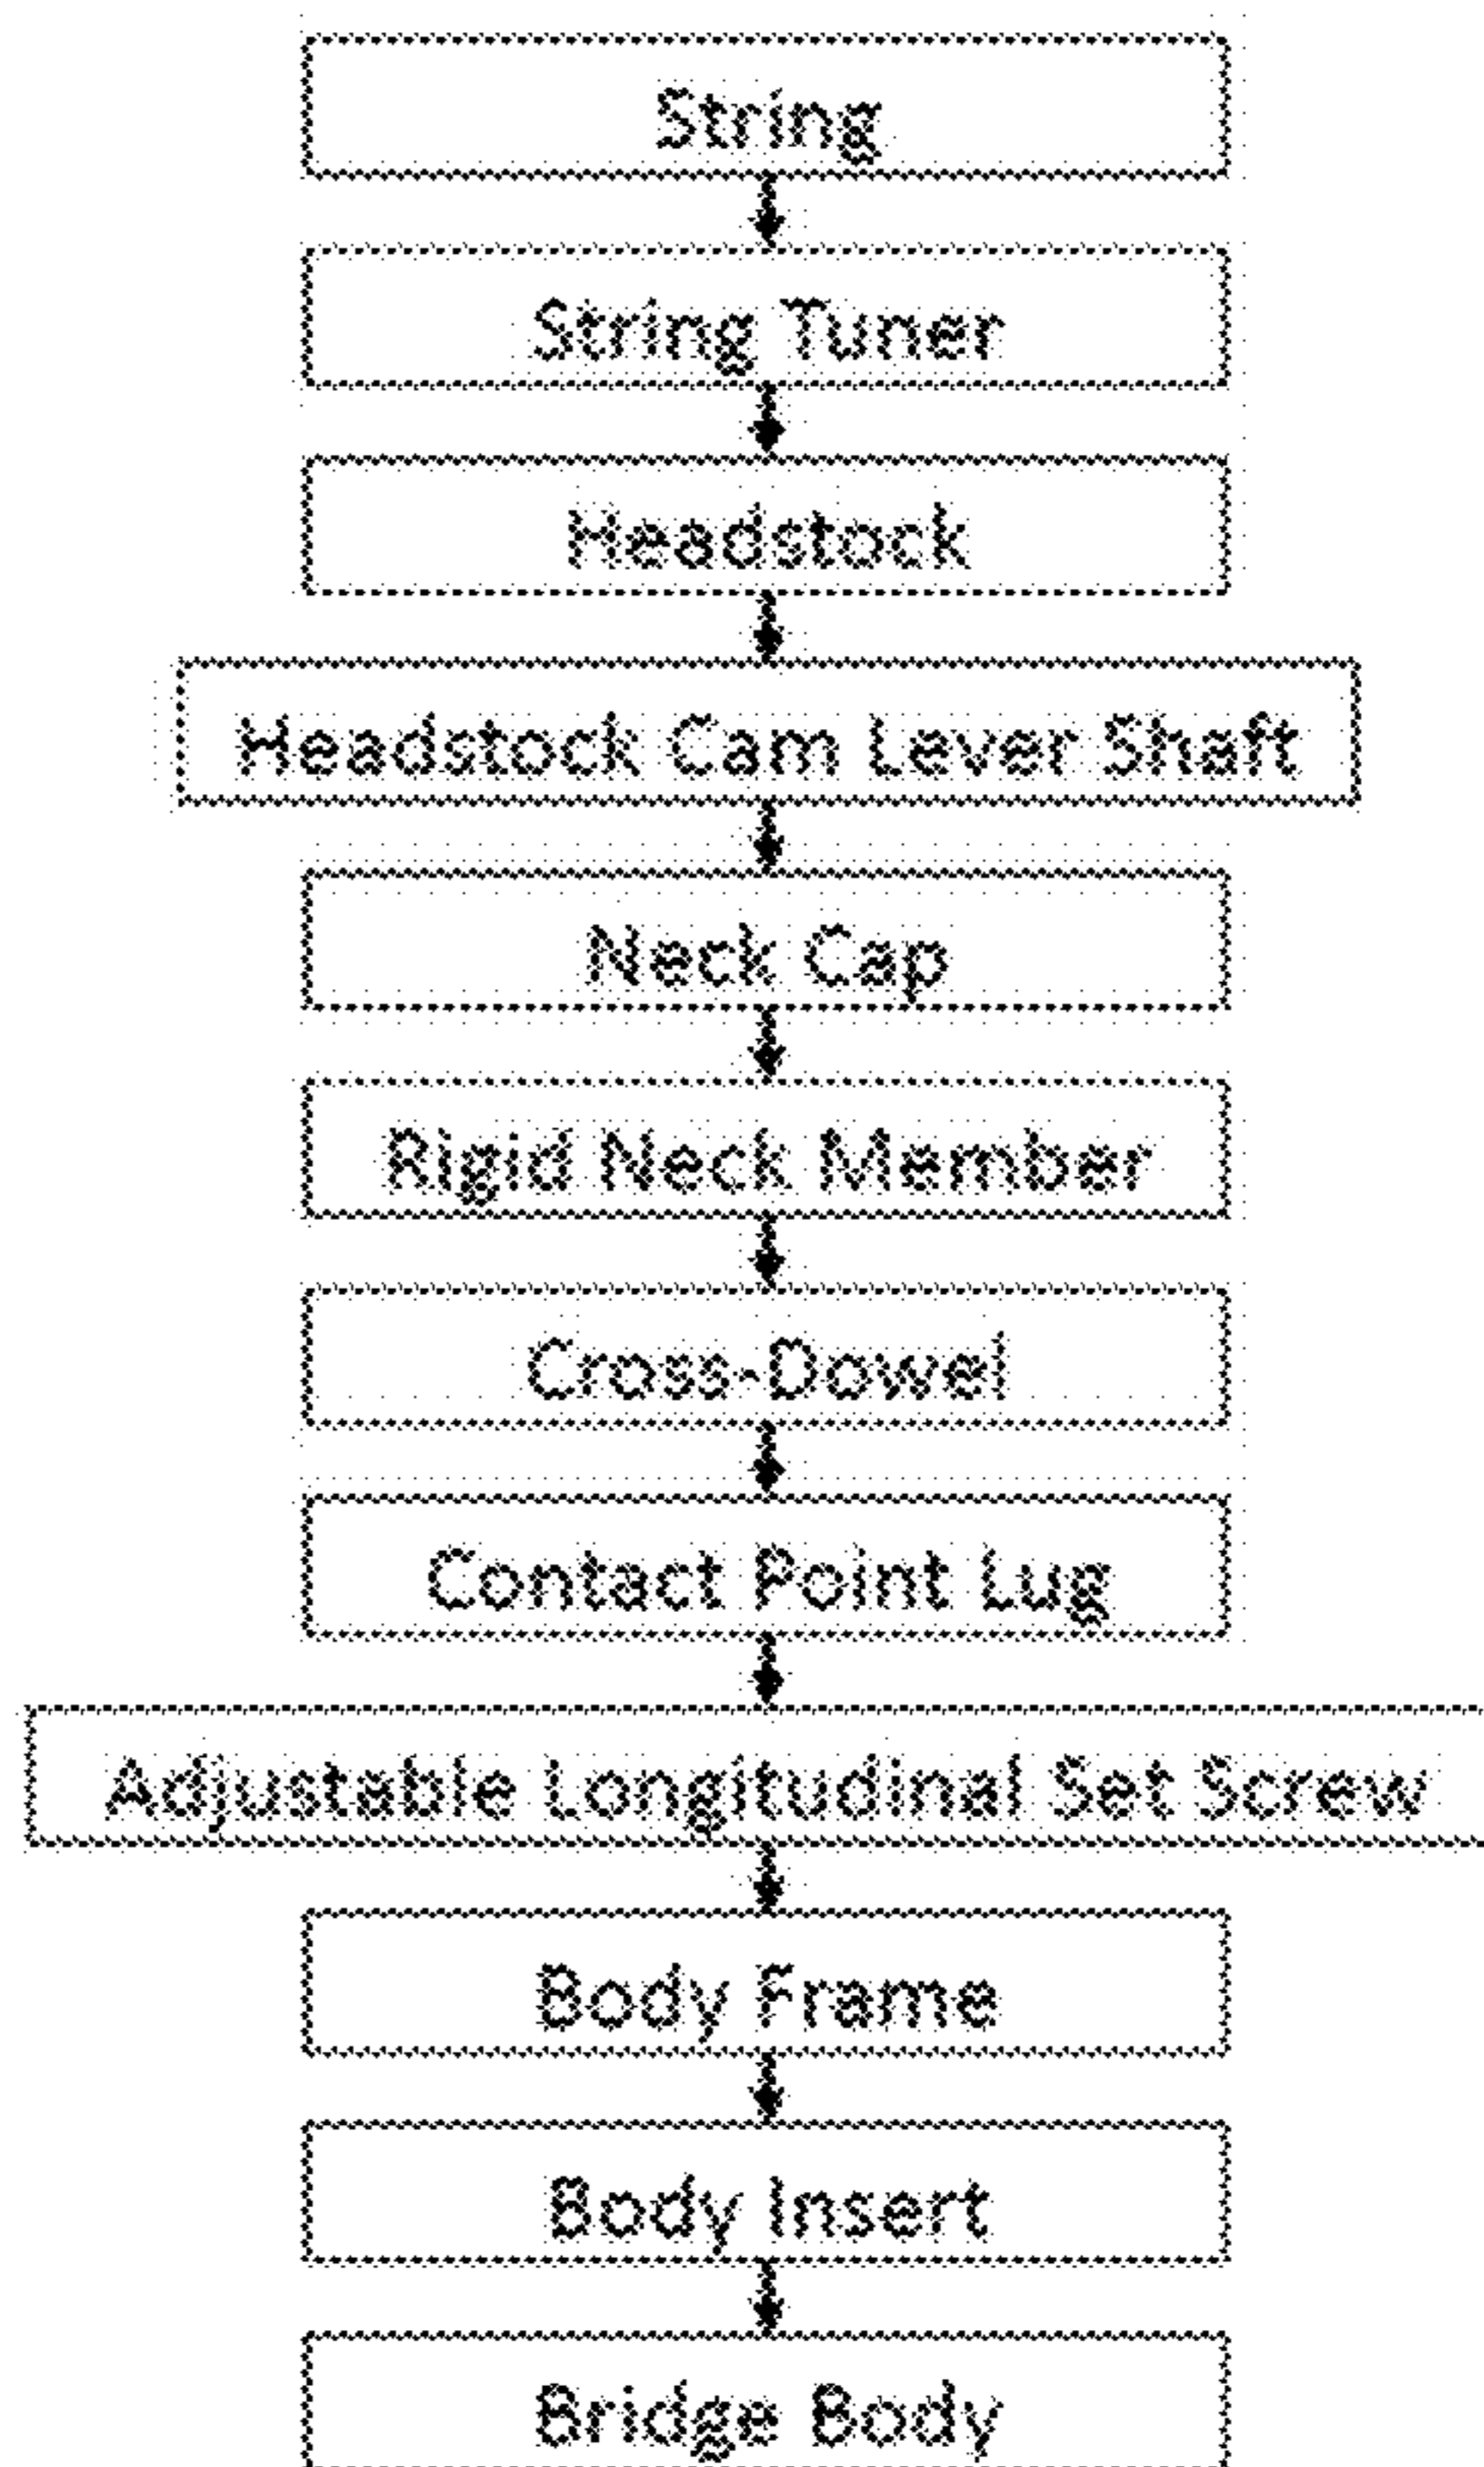 String
String Tuner
Headstock
Headstock Cam Lever Shaft
Neck Cap
Rigid Neck Member
Cross-Dowel
Contact Point Lug
Adjustable Longitudinal Set Screw
Body Frame
Body Insert
Bridge Body